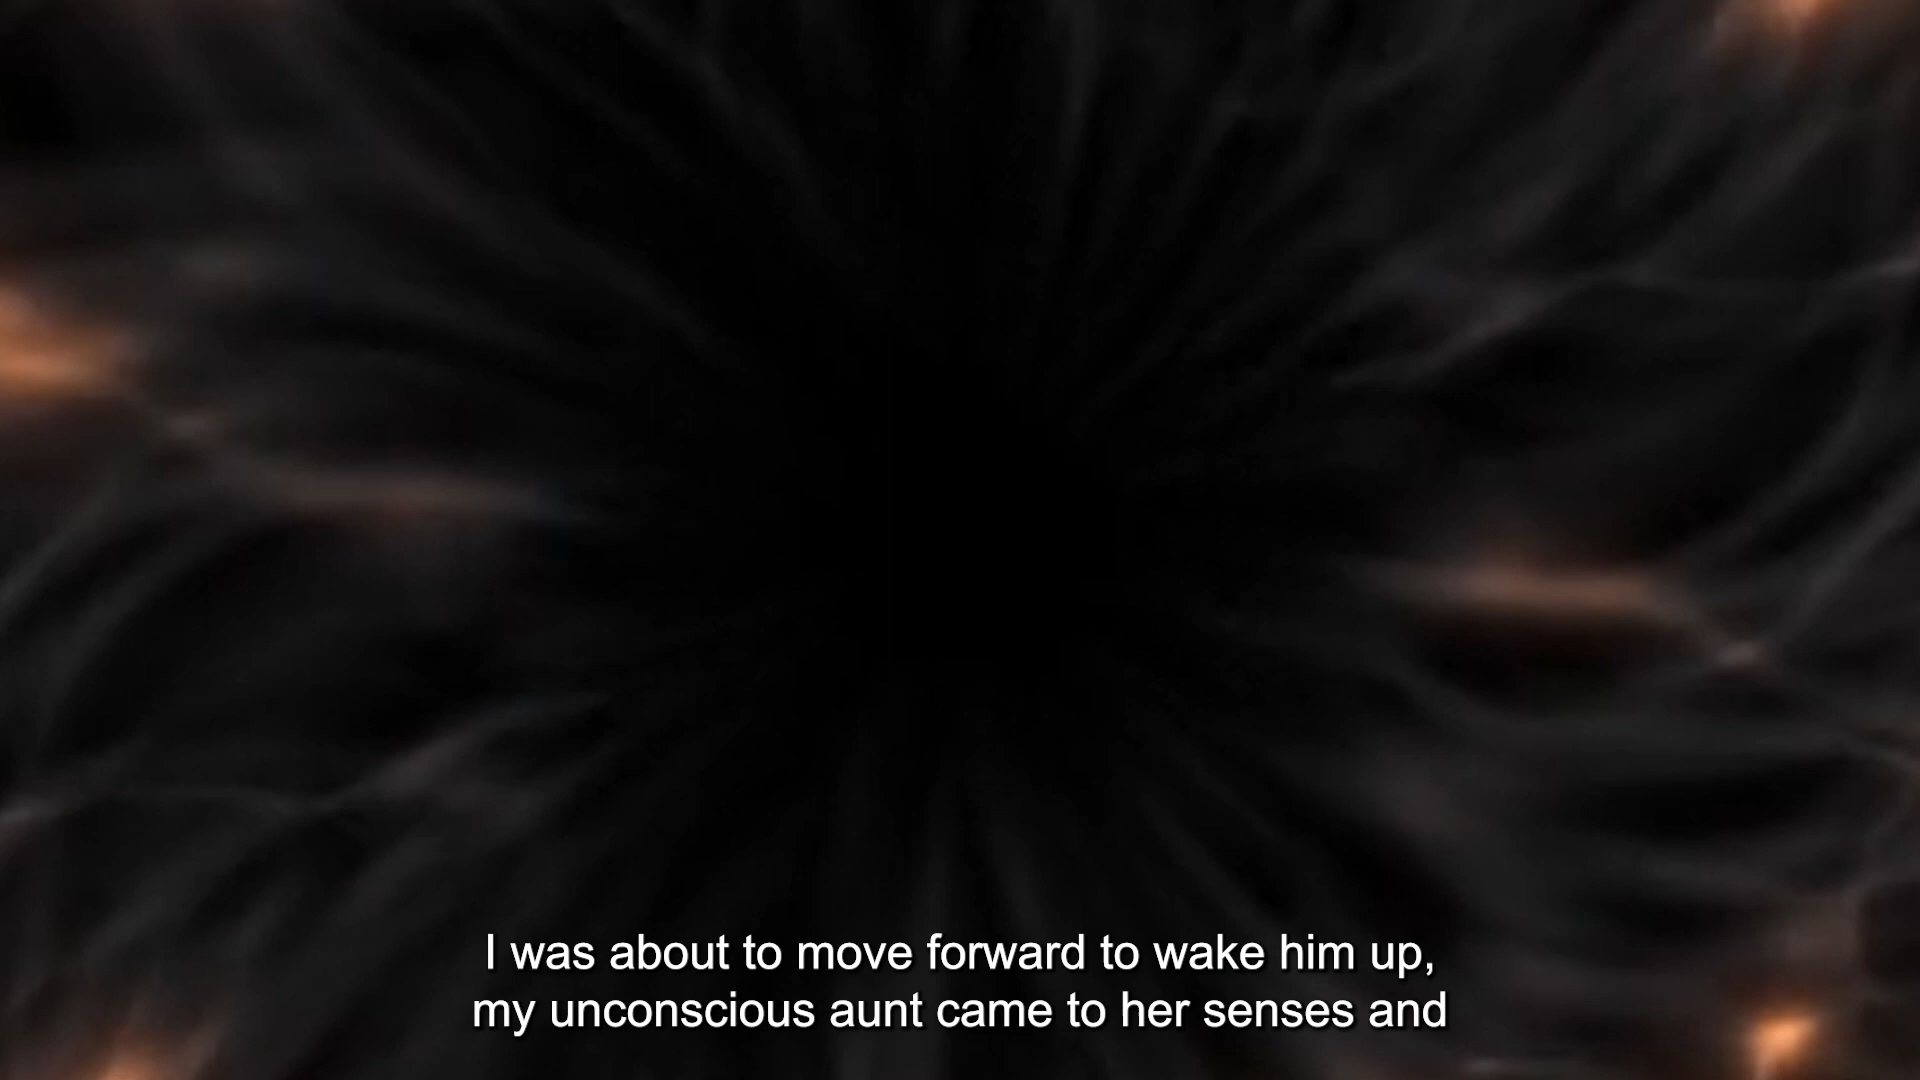 I was about to move forward to wake him up,
my unconscious aunt came to her senses and